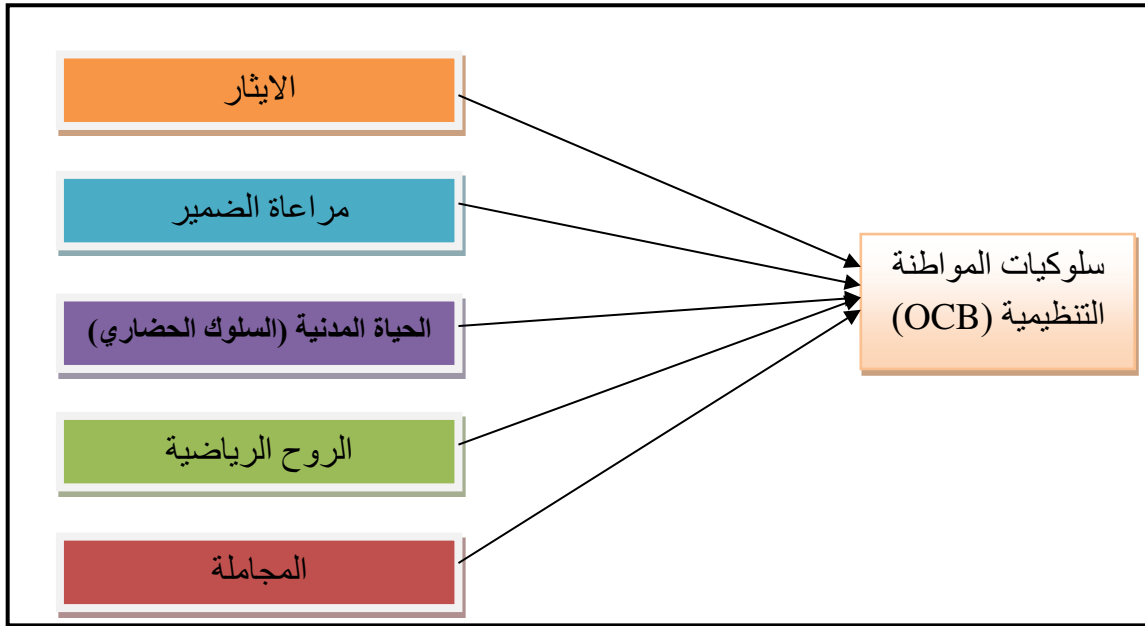 الايثار
مراعاة الضمير
الحياة المدنية (السلوك الحضاري)
الروح الرياضية
المجاملة
سلوكيات المواطنة
التنظيمية (OCB)